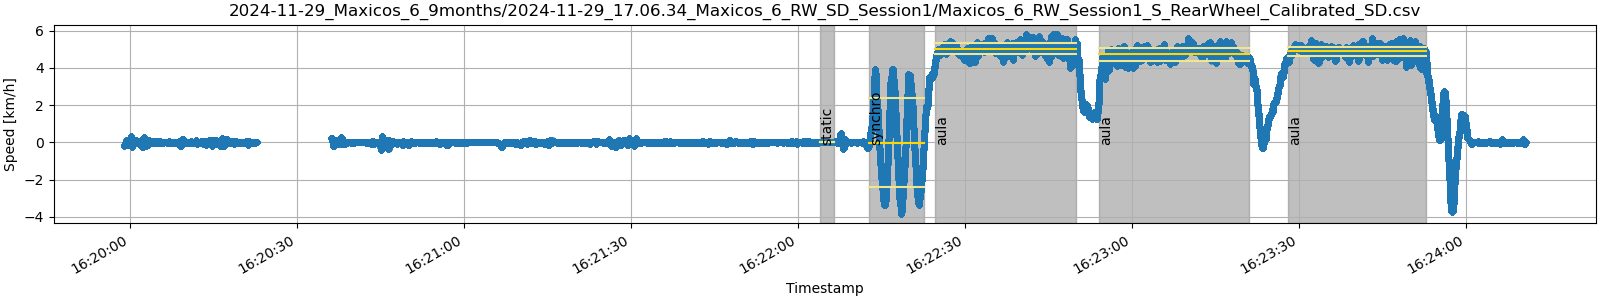 2024-11-29_Maxicos_6_9months/2024-11-29_17.06.34_Maxicos_6_RW_SD_Session1/Maxicos_6_RW_Session1_S_RearWheel_Calibrated_SD.csv
Speed [km/h]
6
4
2
0
−2
−4
static
synchro
aula
aula
aula
16:20:00
16:20:30
16:21:00
16:21:30
16:22:00
16:22:30
16:23:00
16:23:30
16:24:00
Timestamp